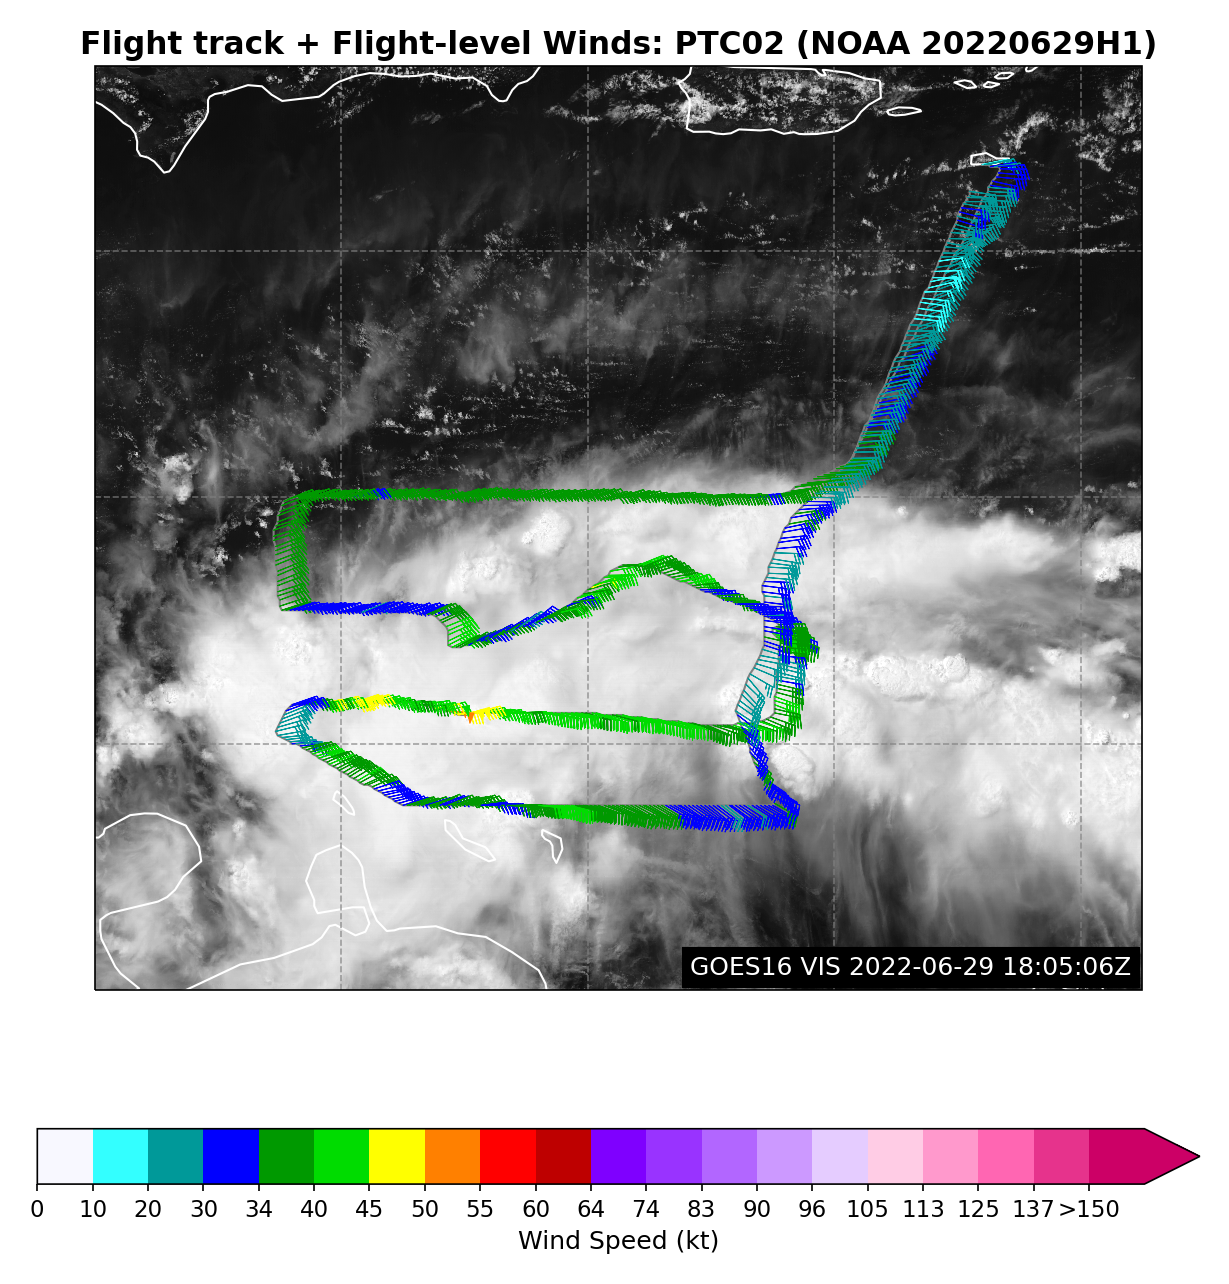 Flight track + Flight-level Winds: PTC02 (NOAA 20220629H1)
GOES16 VIS 2022-06-29 18:05:06Z
0 10 20 30 34 40 45 50 55 60 64 74 83 90 96 105 113 125 137 >150
Wind Speed (kt)